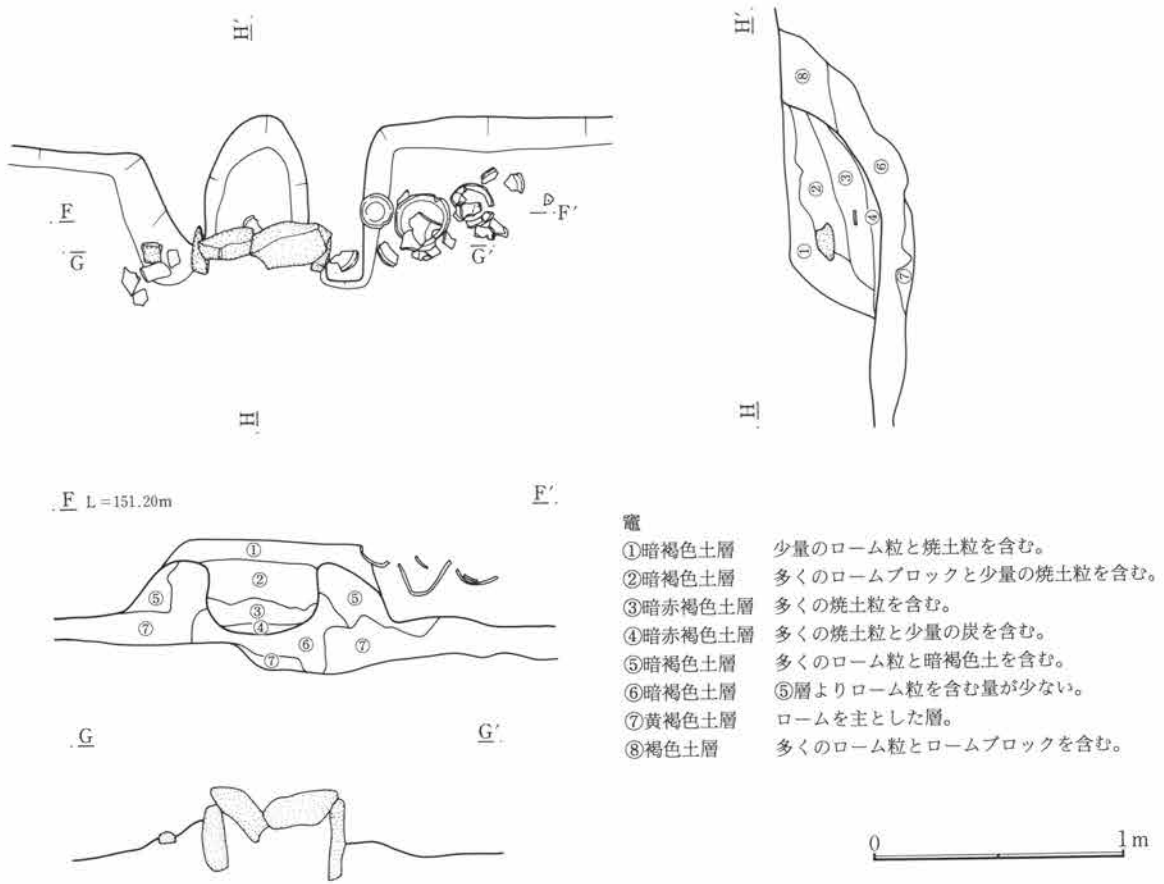 H′
H′
⑧
⑥
②
③
④
①
⑦
F
F′
G
G′
H
H
F L=151.20m
F′
①
②
⑤
③
⑤
④
⑦
⑥
⑦
⑦
G
G′
竈
①暗褐色土層 少量のローム粒と焼土粒を含む。
②暗褐色土層 多くのロームブロックと少量の焼土粒を含む。
③暗赤褐色土層 多くの焼土粒を含む。
④暗赤褐色土層 多くの焼土粒と少量の炭を含む。
⑤暗褐色土層 多くのローム粒と暗褐色土を含む。
⑥暗褐色土層 ⑤層よりローム粒を含む量が少ない。
⑦黄褐色土層 ロームを主とした層。
⑧褐色土層 多くのローム粒とロームブロックを含む。
0 1m